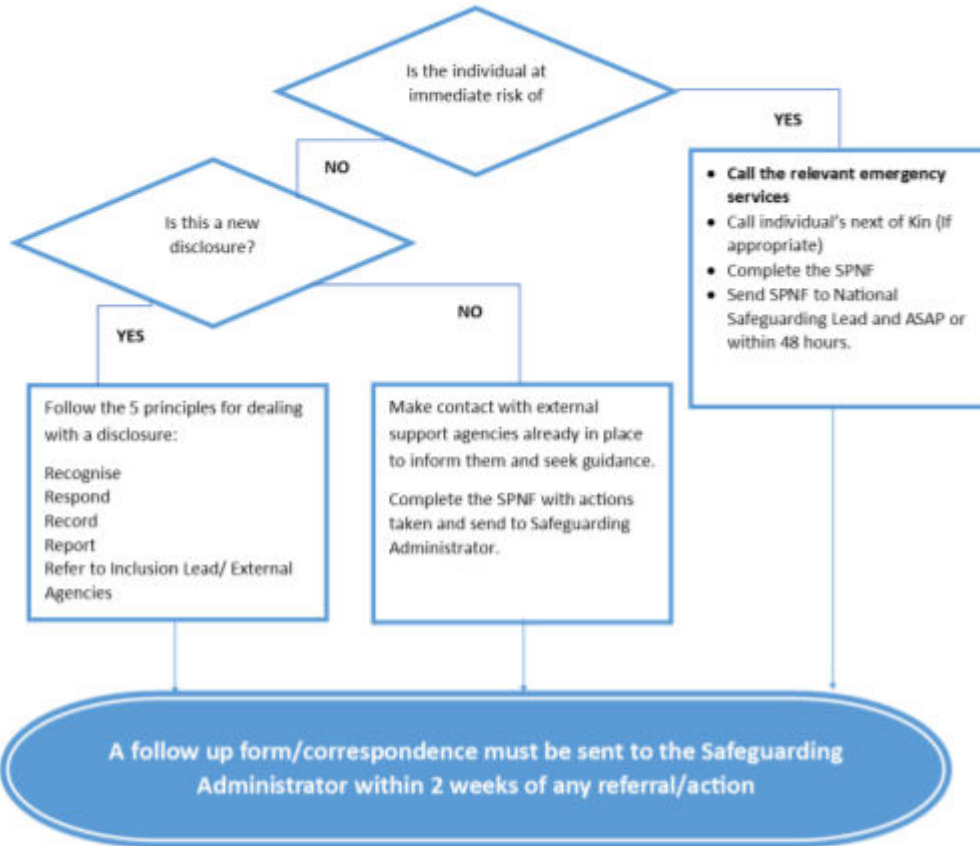 Is the individual at
immediate risk of
YES
NO
Is this a new
disclosure?
• Call the relevant emergency
services
• Call individual's next of Kin (If
appropriate)
• Complete the SPNF
• Send SPNF to National
Safeguarding Lead and ASAP or
within 48 hours.
YES
NO
Follow the 5 principles for dealing
with a disclosure:
Recognise
Respond
Record
Report
Refer to Inclusion Lead/ External
Agencies
Make contact with external
support agencies already in place
to inform them and seek guidance.
Complete the SPNF with actions
taken and send to Safeguarding
Administrator.
A follow up form/correspondence must be sent to the Safeguarding
Administrator within 2 weeks of any referral/action